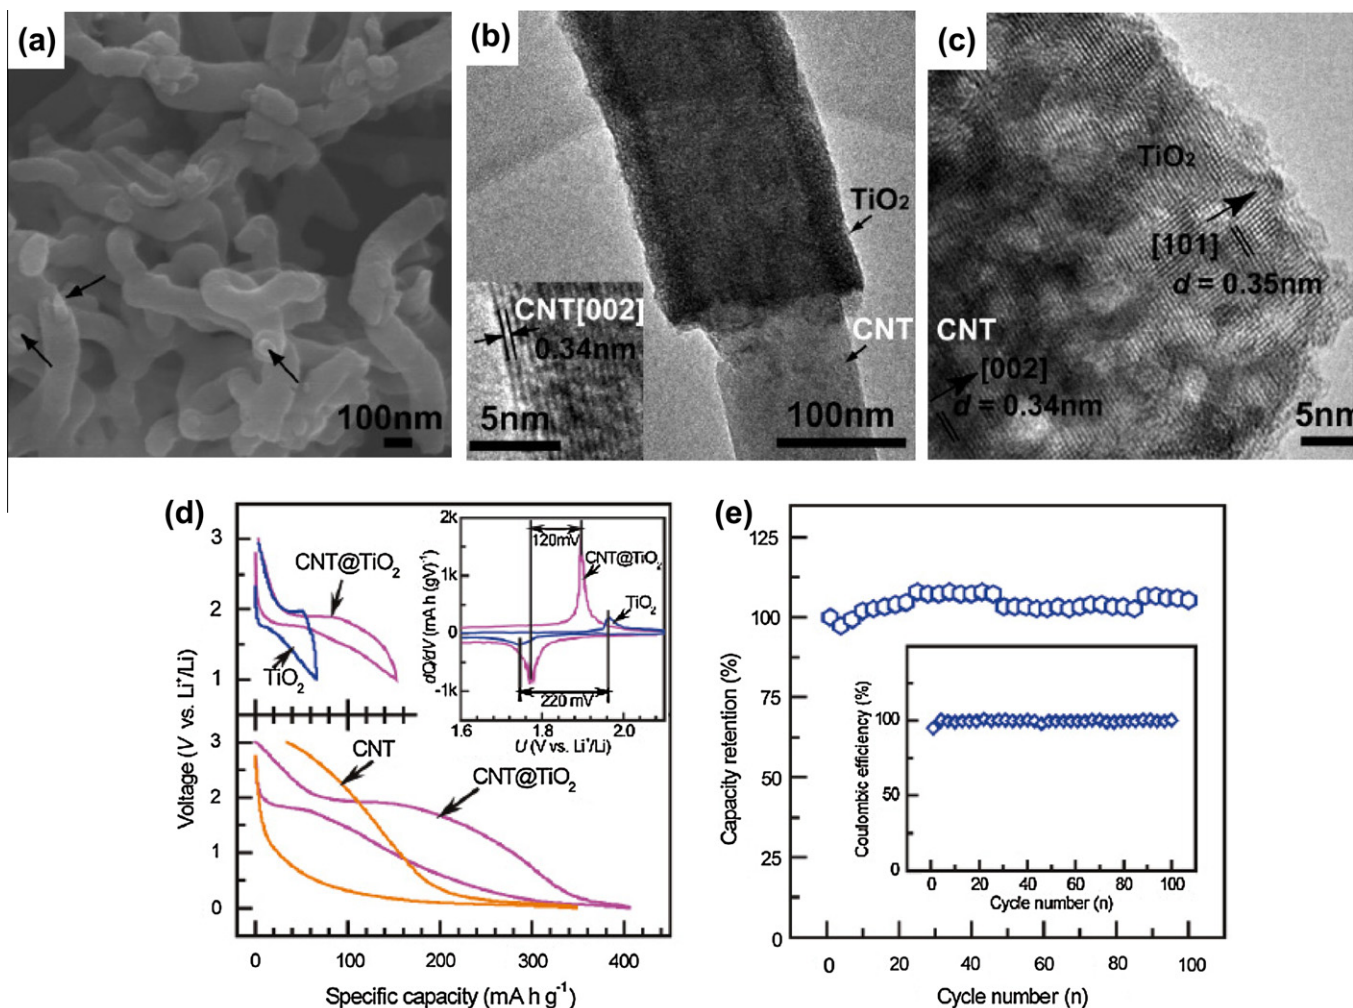 (a)
100nm
(b)
TiO2
CNT[002]
0.34nm
CNT
5nm
100nm
(c)
TiO2
[101]
d = 0.35nm
CNT
[002]
d = 0.34nm
5nm
(d)
Voltage (V vs. Li+/Li)
3
2
1
CNT@TiO2
TiO2
2k
1k
0
-1k
dQ/dV (mA h (gV)-1)
120mV
CNT@TiO2
TiO2
220 mV
1.6 1.8 2.0
U (V vs. Li+/Li)
3
2
1
0
CNT
CNT@TiO2
0 100 200 300 400
Specific capacity (mA h g-1)
(e)
Capacity retention (%)
125
100
75
50
25
0
Coulombic efficiency (%)
100
50
0
0 20 40 60 80 100
Cycle number (n)
0 20 40 60 80 100
Cycle number (n)